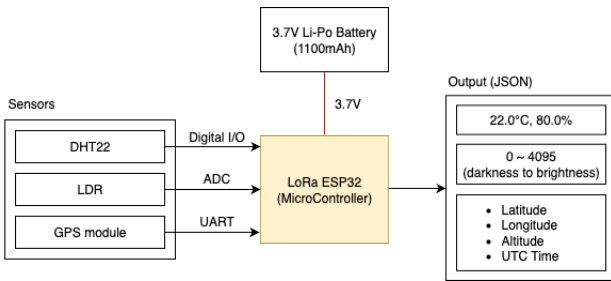 3.7V Li-Po Battery
(1100mAh)
3.7V
Sensors
DHT22
LDR
GPS module
Digital I/O
ADC
UART
LoRa ESP32
(MicroController)
Output (JSON)
22.0°C, 80.0%
0 ~ 4095
(darkness to brightness)
• Latitude
• Longitude
• Altitude
• UTC Time